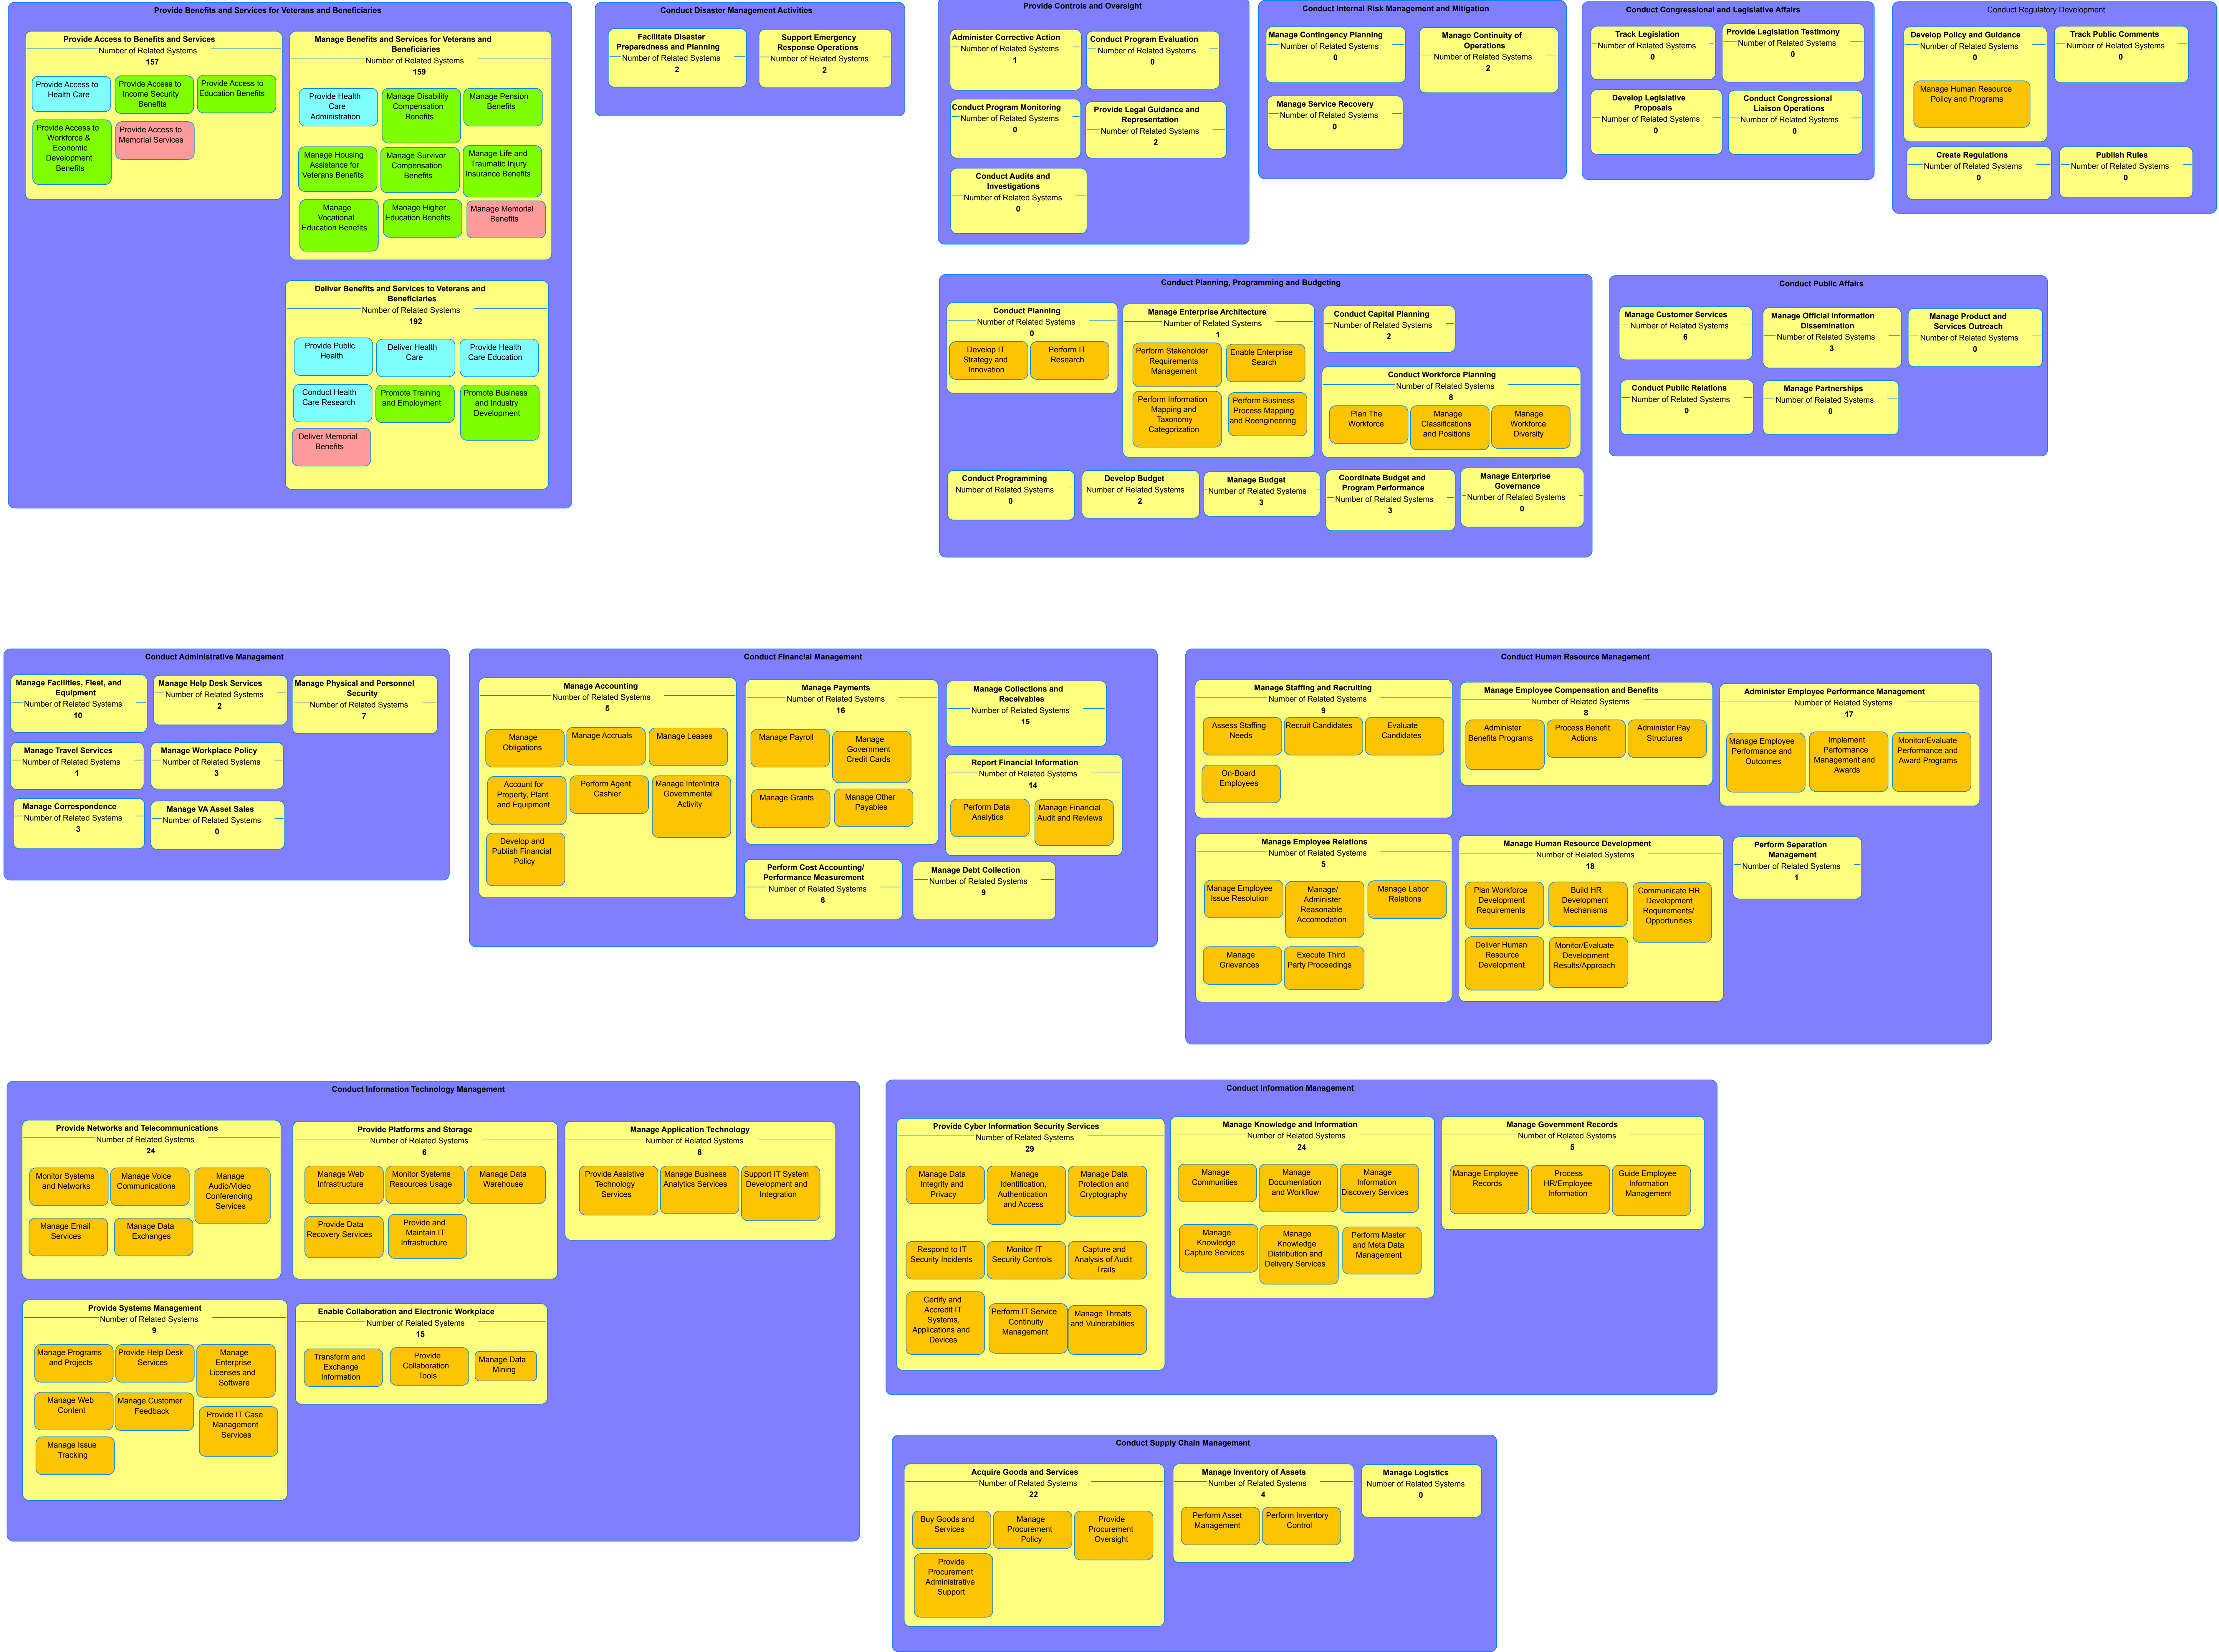 Provide Benefits and Services for Veterans and Beneficiaries
Provide Access to Benefits and Services
Number of Related Systems
157
Provide Access to
Health Care
Provide Access to
Income Security
Benefits
Provide Access to
Education Benefits
Provide Access to
Workforce &
Economic
Development
Benefits
Provide Access to
Memorial Services
Manage Benefits and Services for Veterans and
Beneficiaries
Number of Related Systems
159
Provide Health
Care
Administration
Manage Disability
Compensation
Benefits
Manage Pension
Benefits
Manage Housing
Assistance for
Veterans Benefits
Manage Survivor
Compensation
Benefits
Manage Life and
Traumatic Injury
Insurance Benefits
Manage
Vocational
Education Benefits
Manage Higher
Education Benefits
Manage Memorial
Benefits
Deliver Benefits and Services to Veterans and
Beneficiaries
Number of Related Systems
192
Provide Public
Health
Deliver Health
Care
Provide Health
Care Education
Conduct Health
Care Research
Promote Training
and Employment
Promote Business
and Industry
Development
Deliver Memorial
Benefits
Conduct Disaster Management Activities
Facilitate Disaster
Preparedness and Planning
Number of Related Systems
2
Support Emergency
Response Operations
Number of Related Systems
2
Provide Controls and Oversight
Administer Corrective Action
Number of Related Systems
1
Conduct Program Evaluation
Number of Related Systems
0
Conduct Program Monitoring
Number of Related Systems
0
Provide Legal Guidance and
Representation
Number of Related Systems
2
Conduct Audits and
Investigations
Number of Related Systems
0
Conduct Internal Risk Management and Mitigation
Manage Contingency Planning
Number of Related Systems
0
Manage Continuity of
Operations
Number of Related Systems
2
Manage Service Recovery
Number of Related Systems
0
Conduct Congressional and Legislative Affairs
Track Legislation
Number of Related Systems
0
Provide Legislation Testimony
Number of Related Systems
0
Develop Legislative
Proposals
Number of Related Systems
0
Conduct Congressional
Liaison Operations
Number of Related Systems
0
Conduct Regulatory Development
Develop Policy and Guidance
Number of Related Systems
0
Manage Human Resource
Policy and Programs
Track Public Comments
Number of Related Systems
0
Create Regulations
Number of Related Systems
0
Publish Rules
Number of Related Systems
0
Conduct Planning, Programming and Budgeting
Conduct Planning
Number of Related Systems
0
Develop IT
Strategy and
Innovation
Perform IT
Research
Manage Enterprise Architecture
Number of Related Systems
1
Perform Stakeholder
Requirements
Management
Enable Enterprise
Search
Perform Information
Mapping and
Taxonomy
Categorization
Perform Business
Process Mapping
and Reengineering
Conduct Capital Planning
Number of Related Systems
2
Conduct Workforce Planning
Number of Related Systems
8
Plan The
Workforce
Manage
Classifications
and Positions
Manage
Workforce
Diversity
Conduct Programming
Number of Related Systems
0
Develop Budget
Number of Related Systems
2
Manage Budget
Number of Related Systems
3
Coordinate Budget and
Program Performance
Number of Related Systems
3
Manage Enterprise
Governance
Number of Related Systems
0
Conduct Public Affairs
Manage Customer Services
Number of Related Systems
6
Manage Official Information
Dissemination
Number of Related Systems
3
Manage Product and
Services Outreach
Number of Related Systems
0
Conduct Public Relations
Number of Related Systems
0
Manage Partnerships
Number of Related Systems
0
Conduct Administrative Management
Manage Facilities, Fleet, and
Equipment
Number of Related Systems
10
Manage Help Desk Services
Number of Related Systems
2
Manage Physical and Personnel
Security
Number of Related Systems
7
Manage Travel Services
Number of Related Systems
1
Manage Workplace Policy
Number of Related Systems
3
Manage Correspondence
Number of Related Systems
3
Manage VA Asset Sales
Number of Related Systems
0
Conduct Financial Management
Manage Accounting
Number of Related Systems
5
Manage
Obligations
Manage Accruals
Manage Leases
Account for
Property, Plant
and Equipment
Perform Agent
Cashier
Manage Inter/Intra
Governmental
Activity
Develop and
Publish Financial
Policy
Manage Payments
Number of Related Systems
16
Manage Payroll
Manage
Government
Credit Cards
Manage Grants
Manage Other
Payables
Manage Collections and
Receivables
Number of Related Systems
15
Report Financial Information
Number of Related Systems
14
Perform Data
Analytics
Manage Financial
Audit and Reviews
Perform Cost Accounting/
Performance Measurement
Number of Related Systems
6
Manage Debt Collection
Number of Related Systems
9
Conduct Human Resource Management
Manage Staffing and Recruiting
Number of Related Systems
9
Assess Staffing
Needs
Recruit Candidates
Evaluate
Candidates
On-Board
Employees
Manage Employee Compensation and Benefits
Number of Related Systems
8
Administer
Benefits Programs
Process Benefit
Actions
Administer Pay
Structures
Administer Employee Performance Management
Number of Related Systems
17
Manage Employee
Performance and
Outcomes
Implement
Performance
Management and
Awards
Monitor/Evaluate
Performance and
Award Programs
Manage Employee Relations
Number of Related Systems
5
Manage Employee
Issue Resolution
Manage/
Administer
Reasonable
Accomodation
Manage Labor
Relations
Manage
Grievances
Execute Third
Party Proceedings
Manage Human Resource Development
Number of Related Systems
18
Plan Workforce
Development
Requirements
Build HR
Development
Mechanisms
Communicate HR
Development
Requirements/
Opportunities
Deliver Human
Resource
Development
Monitor/Evaluate
Development
Results/Approach
Perform Separation
Management
Number of Related Systems
1
Conduct Information Technology Management
Provide Networks and Telecommunications
Number of Related Systems
24
Monitor Systems
and Networks
Manage Voice
Communications
Manage
Audio/Video
Conferencing
Services
Manage Email
Services
Manage Data
Exchanges
Provide Platforms and Storage
Number of Related Systems
6
Manage Web
Infrastructure
Monitor Systems
Resources Usage
Manage Data
Warehouse
Provide Data
Recovery Services
Provide and
Maintain IT
Infrastructure
Manage Application Technology
Number of Related Systems
8
Provide Assistive
Technology
Services
Manage Business
Analytics Services
Support IT System
Development and
Integration
Provide Systems Management
Number of Related Systems
9
Manage Programs
and Projects
Provide Help Desk
Services
Manage
Enterprise
Licenses and
Software
Manage Web
Content
Manage Customer
Feedback
Provide IT Case
Management
Services
Manage Issue
Tracking
Enable Collaboration and Electronic Workplace
Number of Related Systems
15
Transform and
Exchange
Information
Provide
Collaboration
Tools
Manage Data
Mining
Conduct Information Management
Provide Cyber Information Security Services
Number of Related Systems
29
Manage Data
Integrity and
Privacy
Manage
Identification,
Authentication
and Access
Manage Data
Protection and
Cryptography
Respond to IT
Security Incidents
Monitor IT
Security Controls
Capture and
Analysis of Audit
Trails
Certify and
Accredit IT
Systems,
Applications and
Devices
Perform IT Service
Continuity
Management
Manage Threats
and Vulnerabilities
Manage Knowledge and Information
Number of Related Systems
24
Manage
Communities
Manage
Documentation
and Workflow
Manage
Information
Discovery Services
Manage
Knowledge
Capture Services
Manage
Knowledge
Distribution and
Delivery Services
Perform Master
and Meta Data
Management
Manage Government Records
Number of Related Systems
5
Manage Employee
Records
Process
HR/Employee
Information
Guide Employee
Information
Management
Conduct Supply Chain Management
Acquire Goods and Services
Number of Related Systems
22
Buy Goods and
Services
Manage
Procurement
Policy
Provide
Procurement
Oversight
Provide
Procurement
Administrative
Support
Manage Inventory of Assets
Number of Related Systems
4
Perform Asset
Management
Perform Inventory
Control
Manage Logistics
Number of Related Systems
0